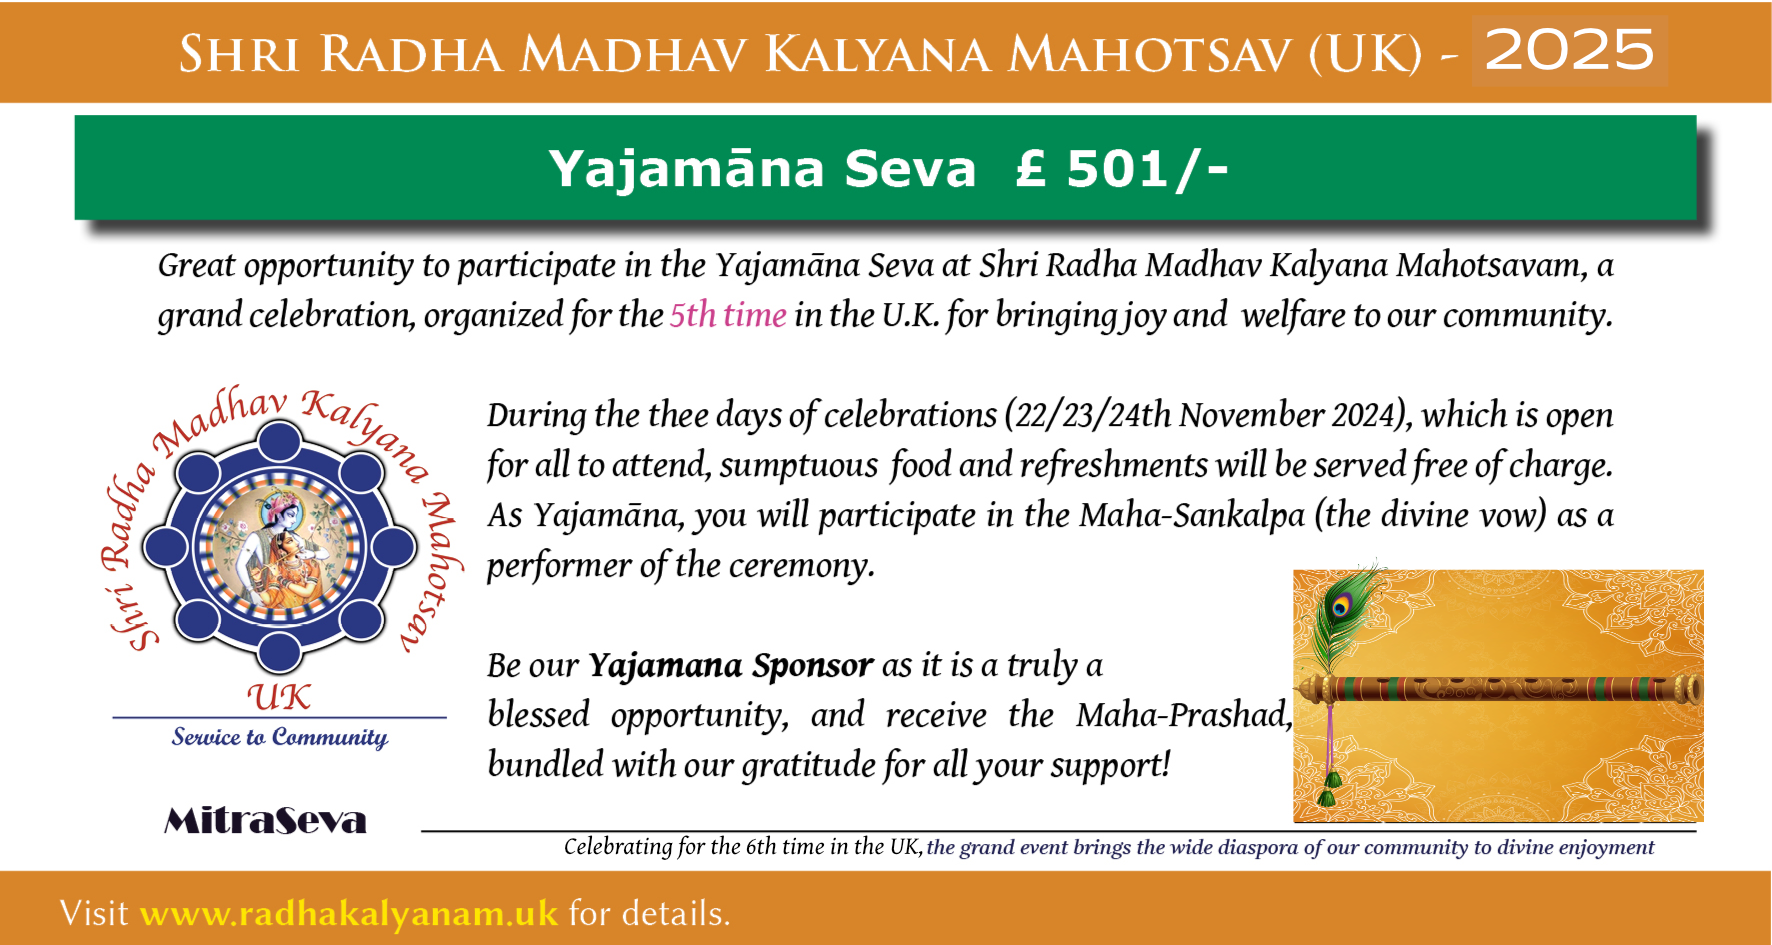 Shri Radha Madhav Kalyana Mahotsav (UK) - 2025
Yajamāna Seva £ 501/-
Great opportunity to participate in the Yajamāna Seva at Shri Radha Madhav Kalyana Mahotsavam, a
grand celebration, organized for the 5th time in the U.K. for bringing joy and welfare to our community.
Shri Radha Madhav Kalyana Mahotsav
UK
Service to Community
MitraSeva
During the thee days of celebrations (22/23/24th November 2024), which is open
for all to attend, sumptuous food and refreshments will be served free of charge.
As Yajamāna, you will participate in the Maha-Sankalpa (the divine vow) as a
performer of the ceremony.
Be our Yajamana Sponsor as it is a truly a
blessed opportunity, and receive the Maha-Prashad,
bundled with our gratitude for all your support!
Celebrating for the 6th time in the UK, the grand event brings the wide diaspora of our community to divine enjoyment
Visit www.radhakalyanam.uk for details.